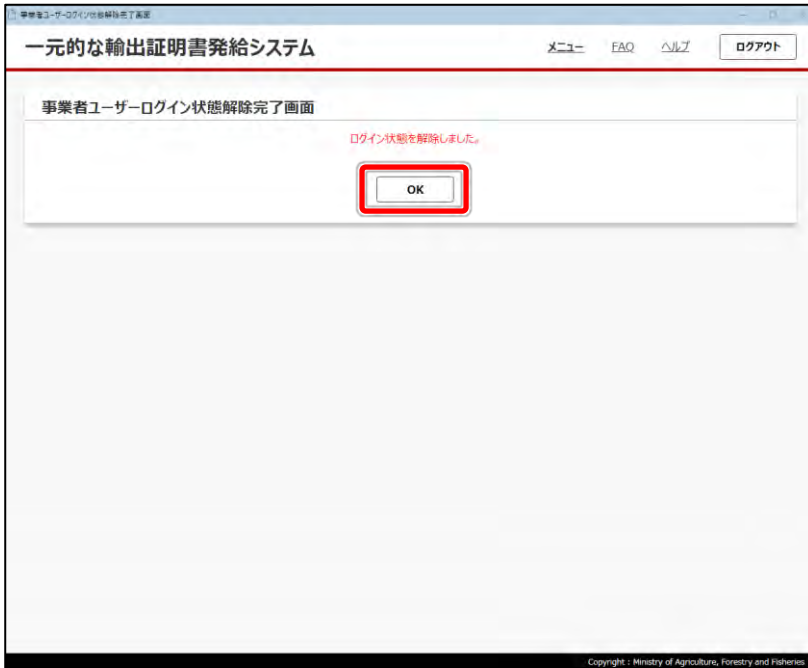 事業者ユーザーログイン状態解除完了画面
一元的な輸出証明書発給システム
メニュー FAQ ヘルプ ログアウト
事業者ユーザーログイン状態解除完了画面
ログイン状態を解除しました。
OK
Copyright : Ministry of Agriculture, Forestry and Fisheries